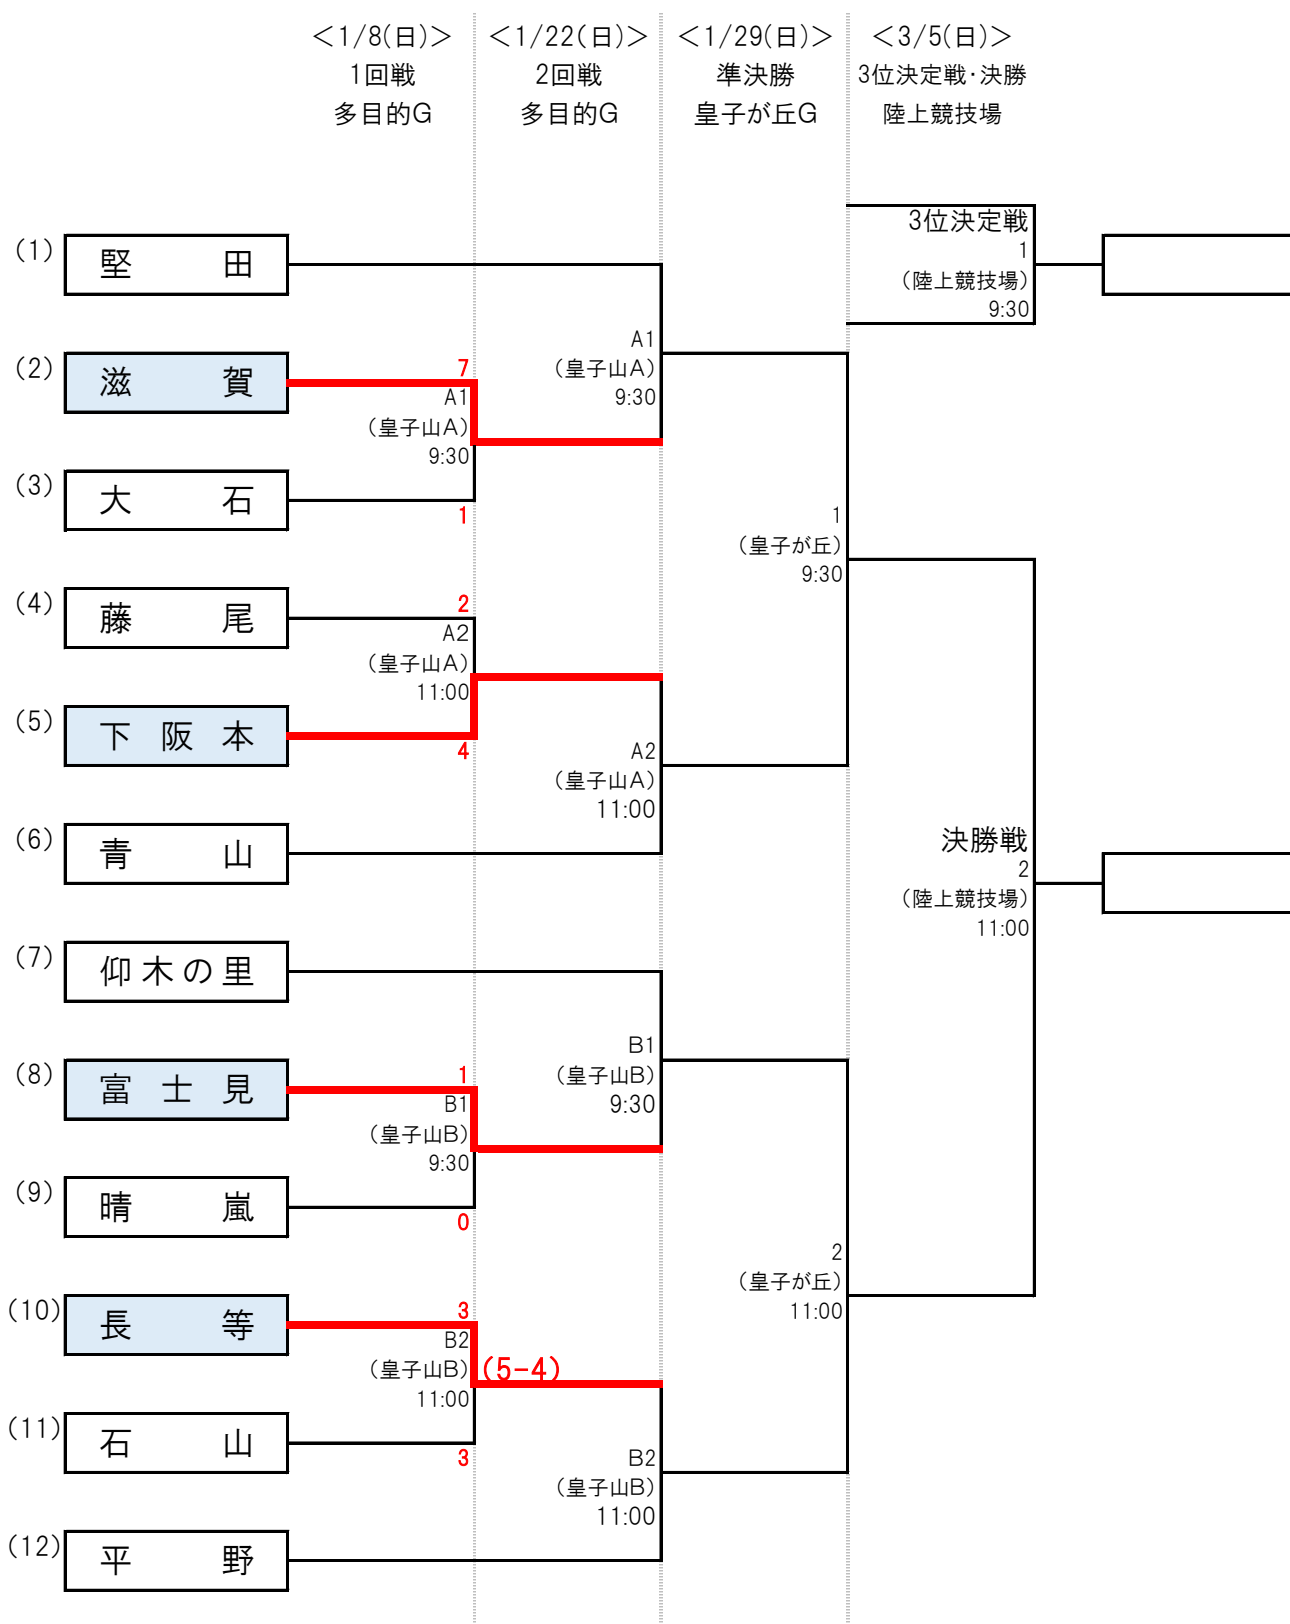 ＜1/8(日)＞ ＜1/22(日)＞ ＜1/29(日)＞ ＜3/5(日)＞
1回戦 2回戦 準決勝 3位決定戦･決勝
多目的G 多目的G 皇子が丘G 陸上競技場
3位決定戦
1
(陸上競技場)
9:30
(1) 堅田
(2) 滋賀
7
A1
(皇子山A)
9:30
(3) 大石
1
A1
(皇子山A)
9:30
(4) 藤尾
2
A2
(皇子山A)
11:00
(5) 下阪本
4
A2
(皇子山A)
11:00
(6) 青山
1
(皇子が丘)
9:30
決勝戦
2
(陸上競技場)
11:00
(7) 仰木の里
(8) 富士見
1
B1
(皇子山B)
9:30
(9) 晴嵐
0
B1
(皇子山B)
9:30
(10) 長等
3
B2
(皇子山B)
11:00
(5-4)
(11) 石山
3
B2
(皇子山B)
11:00
(12) 平野
2
(皇子が丘)
11:00